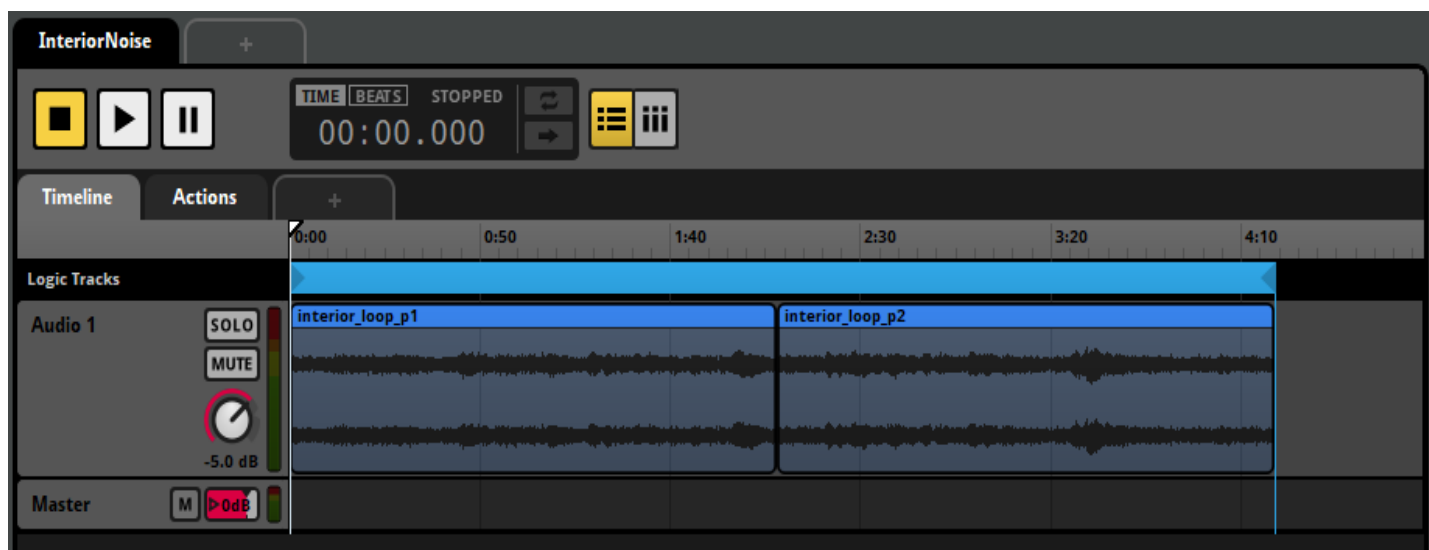 InteriorNoise +
TIME BEATS STOPPED
00:00.000
Timeline Actions +
0:00 0:50 1:40 2:30 3:20 4:10
Logic Tracks
Audio 1 SOLO interior_loop_p1 interior_loop_p2
MUTE
-5.0 dB
Master M 0dB